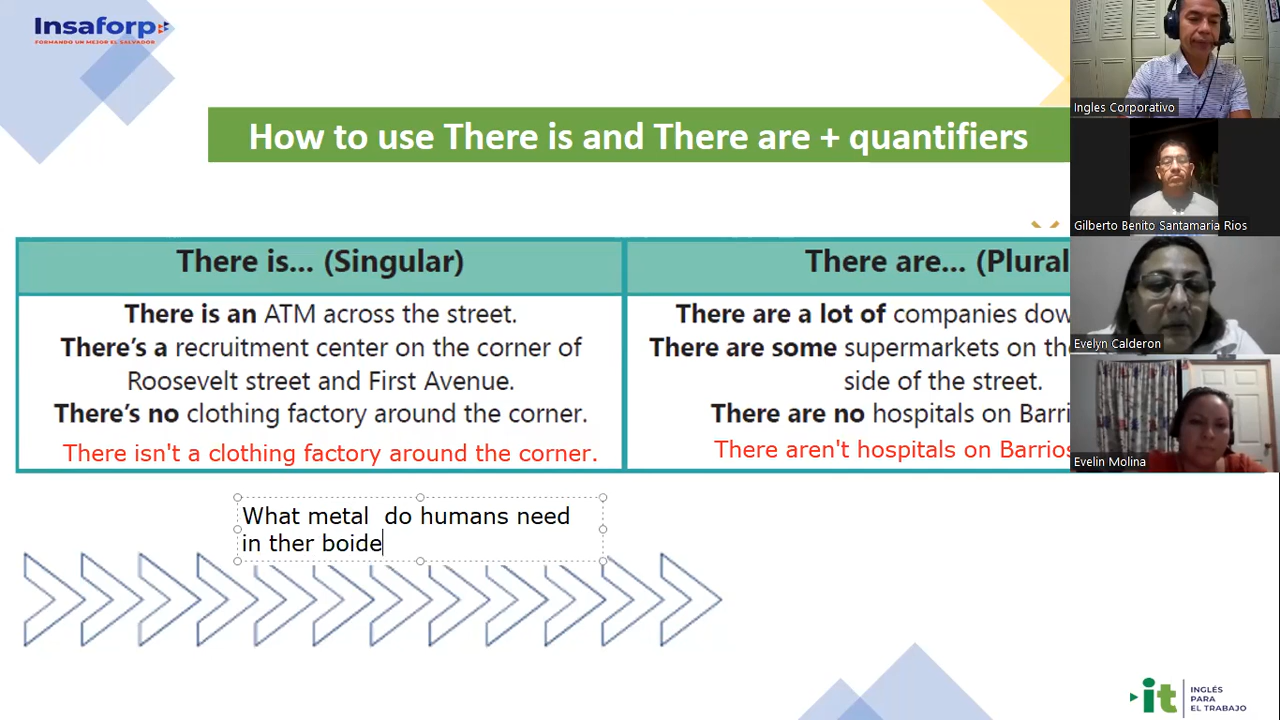 Insaforp
FORMANDO UN MEJOR EL SALVADOR
How to use There is and There are + quantifiers
There is... (Singular)
There is an ATM across the street.
There's a recruitment center on the corner of
Roosevelt street and First Avenue.
There's no clothing factory around the corner.
There isn't a clothing factory around the corner.
There are... (Plural
There are a lot of companies dow
There are some supermarkets on th
side of the street.
There are no hospitals on Barri
There aren't hospitals on Barrios
What metal  do humans need
in ther boide
Ingles Corporativo
Gilberto Benito Santamaria Rios
Evelyn Calderon
Evelin Molina
it
INGLÉS
PARA
EL TRABAJO